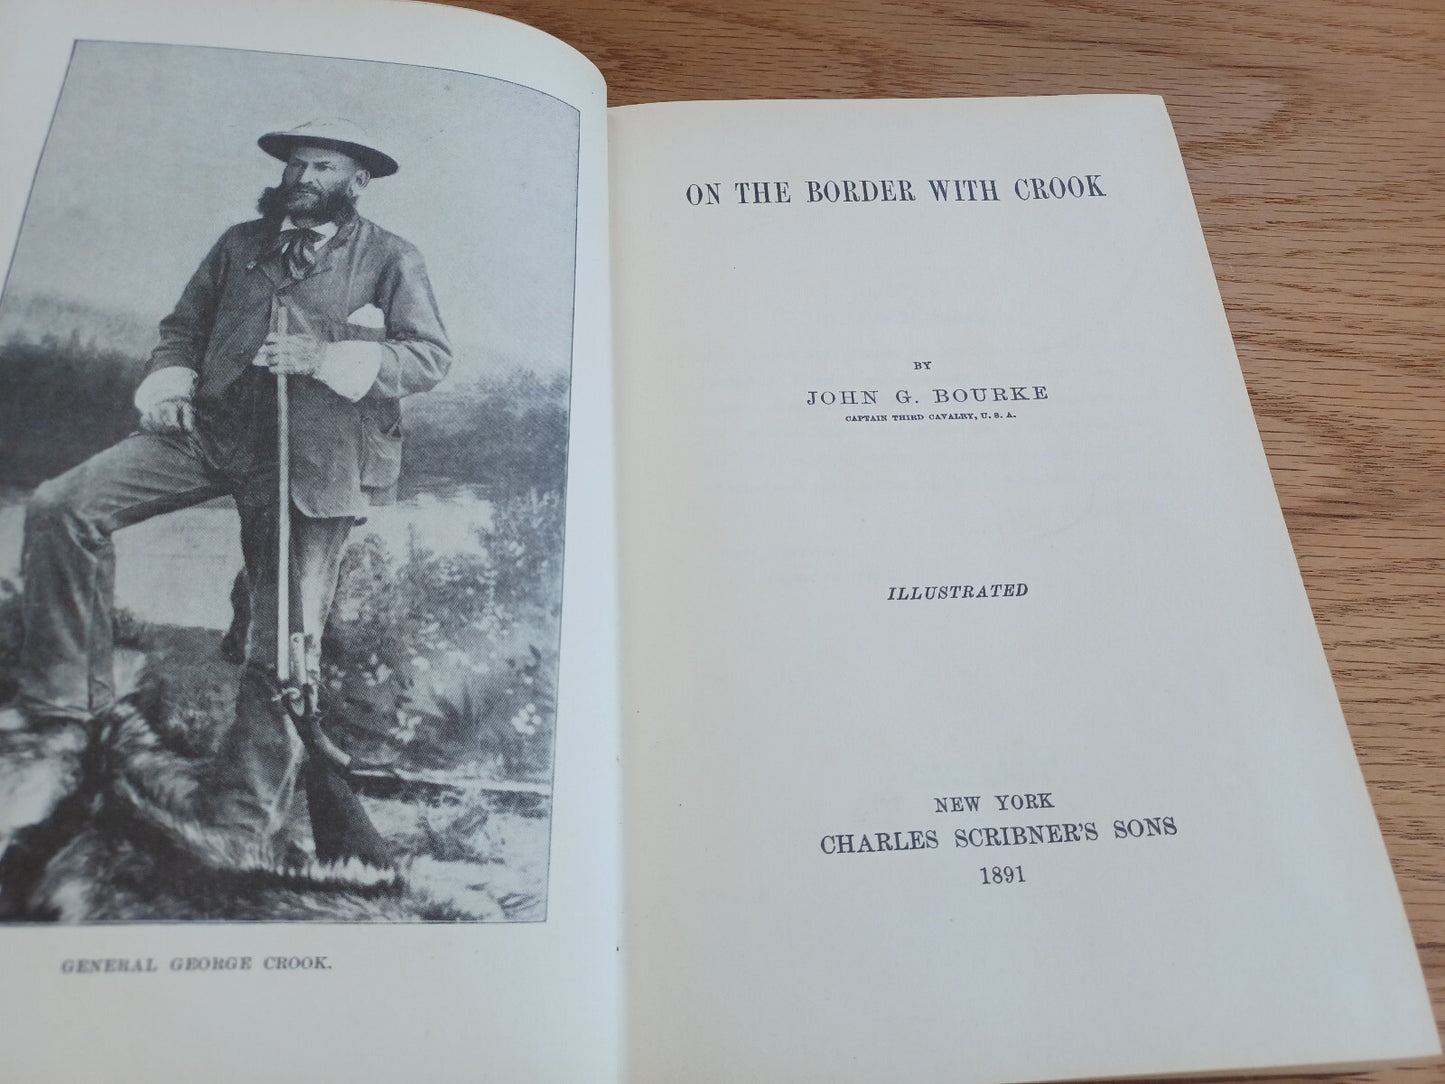 GENERAL GEORGE CROOK.
ON THE BORDER WITH CROOK
BY
JOHN G. BOURKE
CAPTAIN THIRD CAVALRY, U. S. A.
ILLUSTRATED
NEW YORK
CHARLES SCRIBNER'S SONS
1891